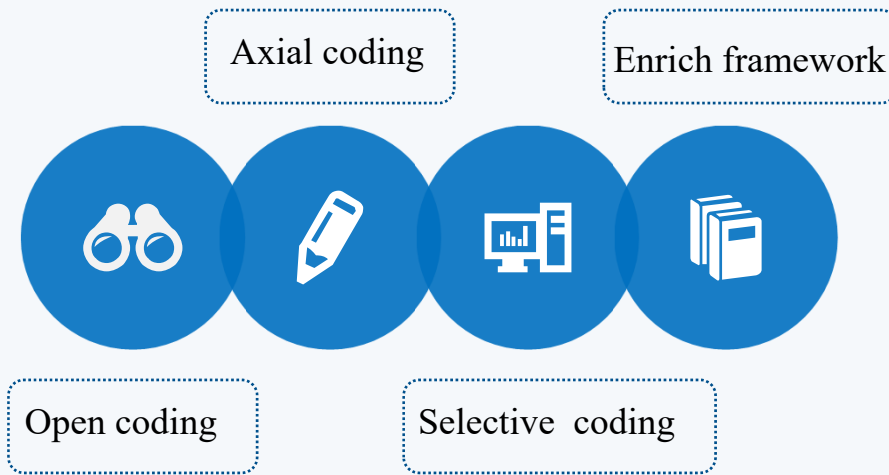 Axial coding
Enrich framework
Open coding
Selective coding